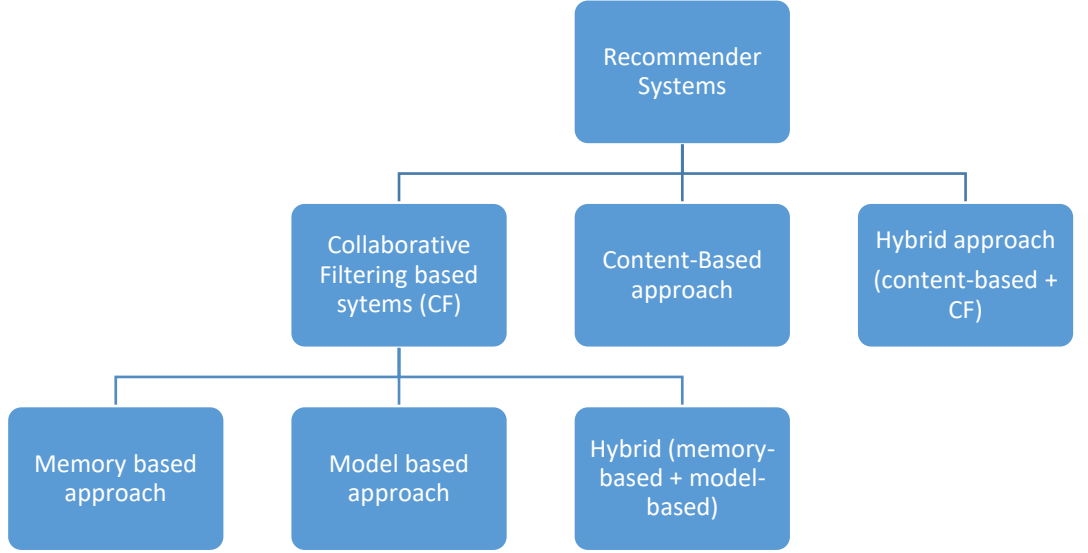 Recommender
Systems
Collaborative
Filtering based
sytems (CF)
Content-Based
approach
Hybrid approach
(content-based +
CF)
Memory based
approach
Model based
approach
Hybrid (memory-
based + model-
based)